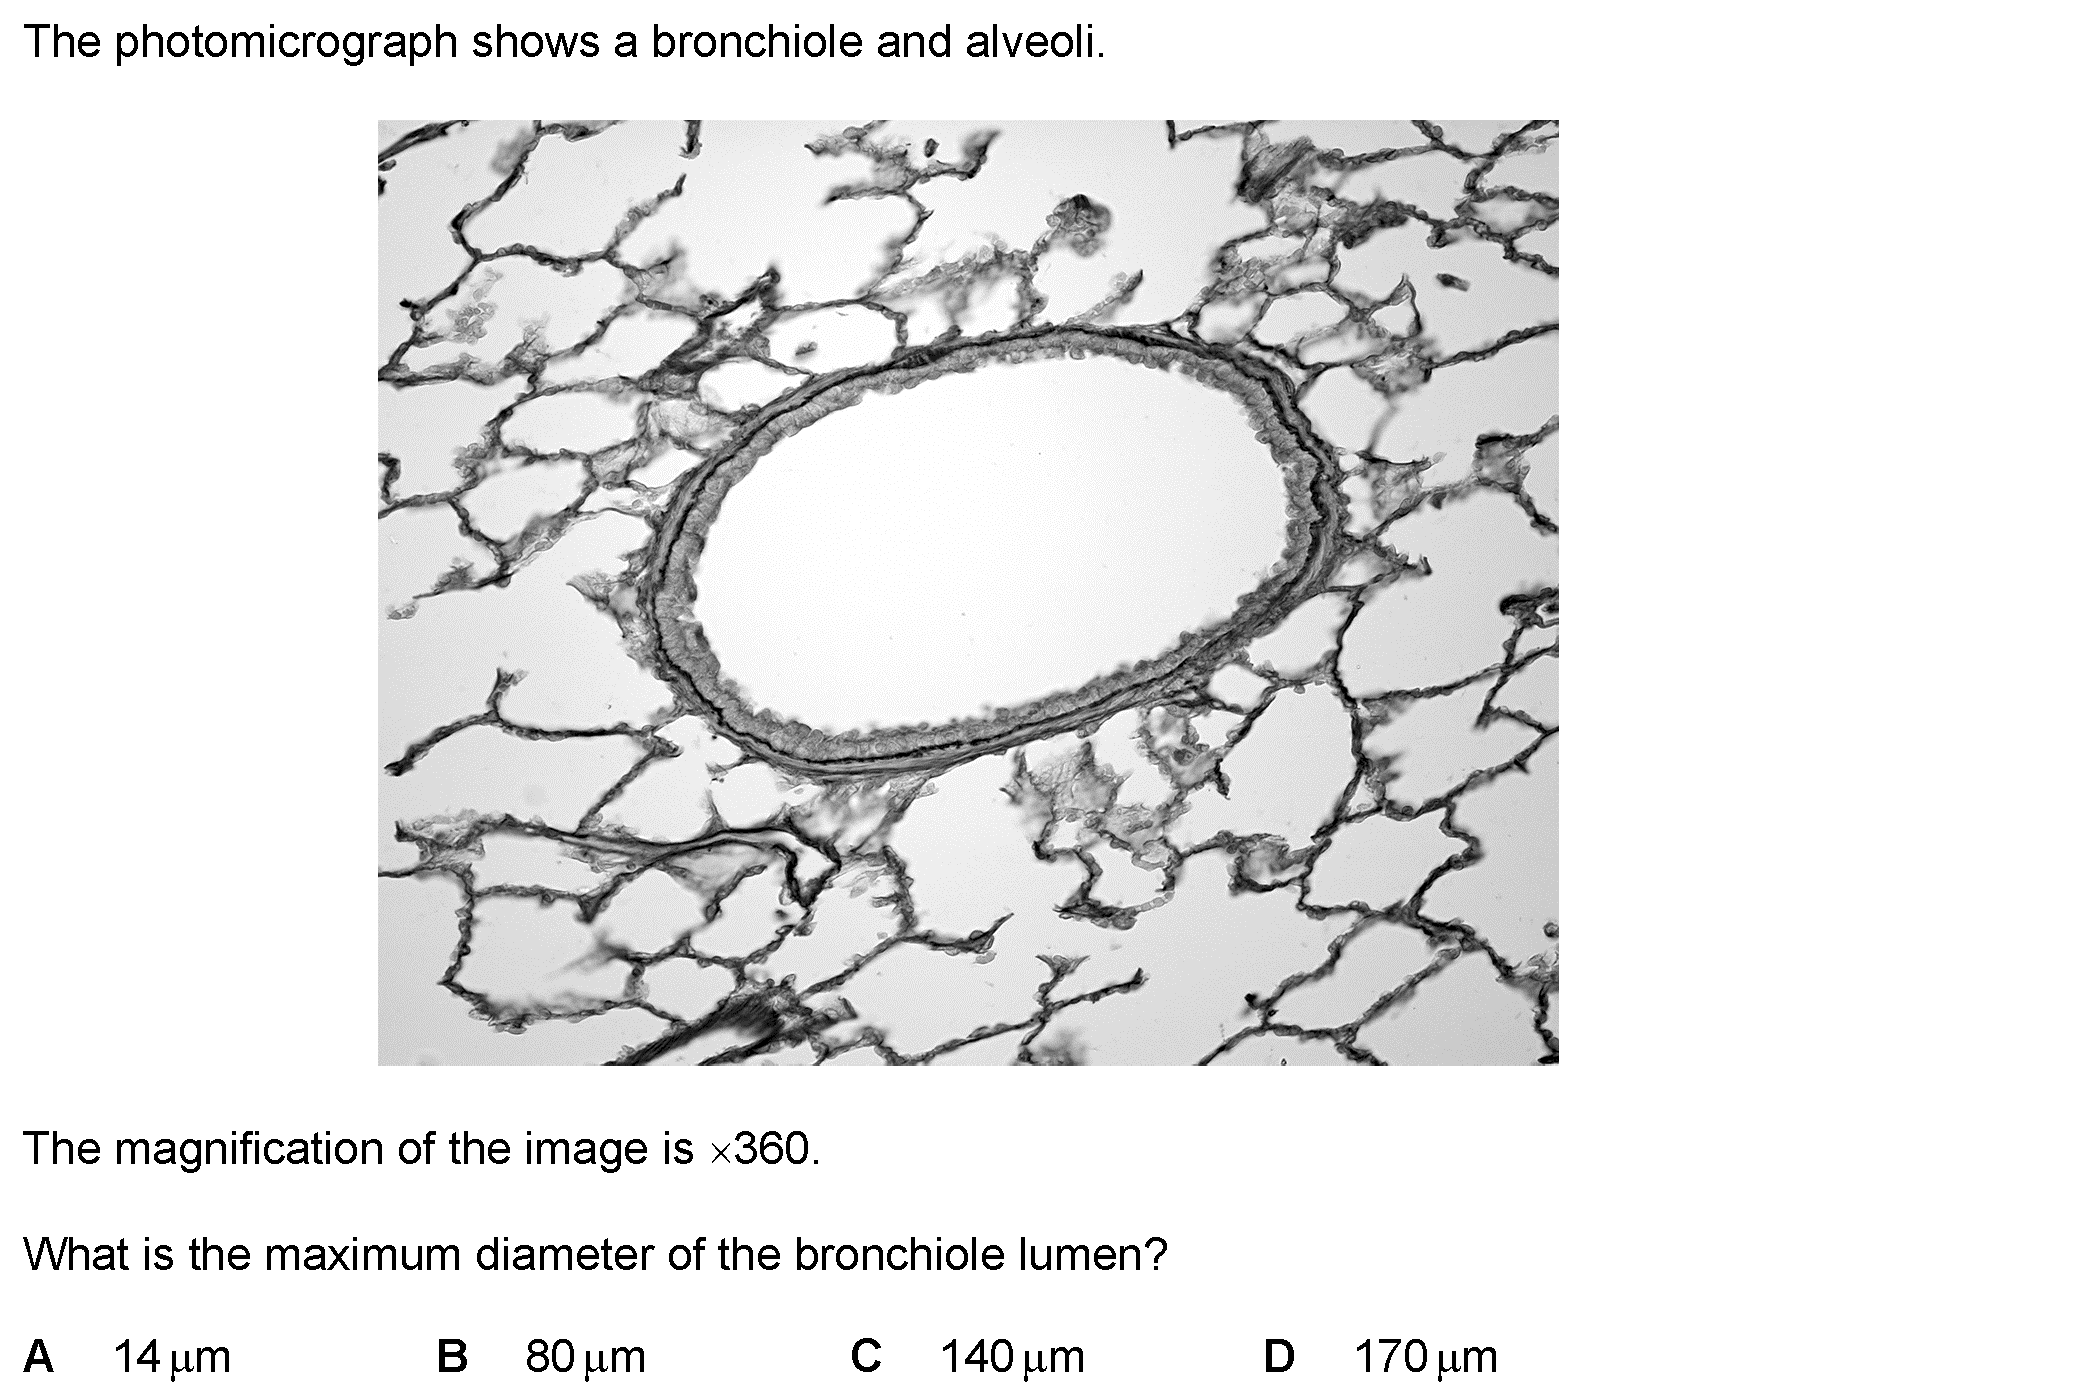 The photomicrograph shows a bronchiole and alveoli.
The magnification of the image is ×360.
What is the maximum diameter of the bronchiole lumen?
A 14 μm B 80 μm C 140 μm D 170 μm